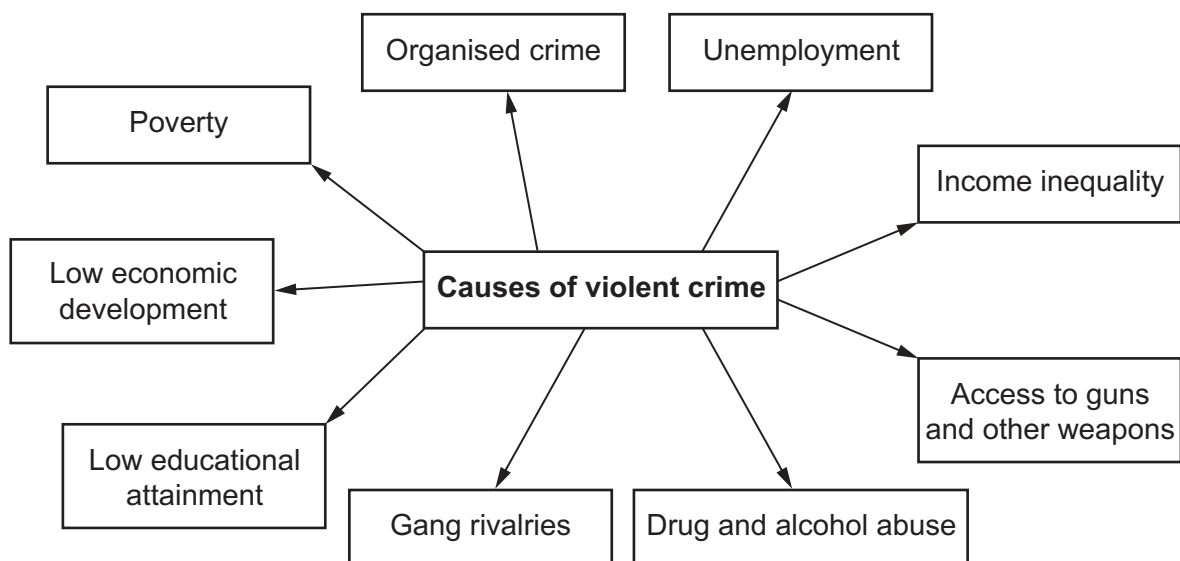 Organised crime
Unemployment
Poverty
Income inequality
Low economic
development
Causes of violent crime
Access to guns
and other weapons
Low educational
attainment
Gang rivalries
Drug and alcohol abuse